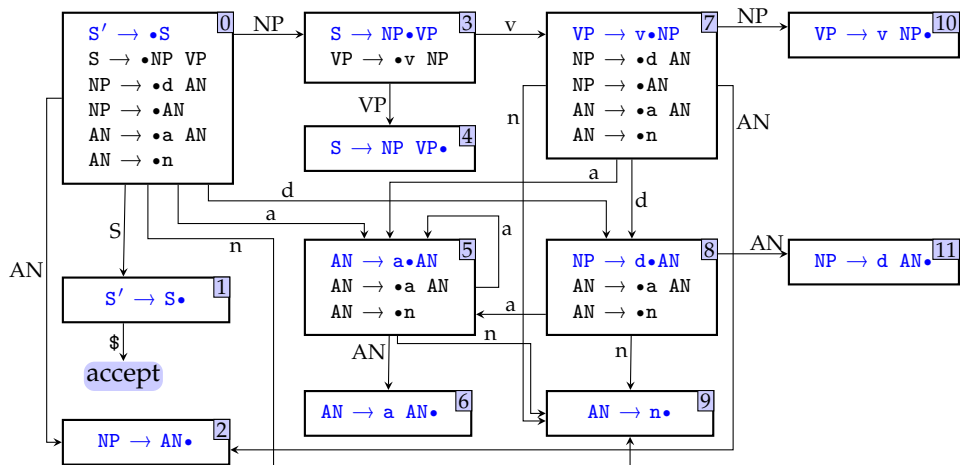 S′ → •S
S → •NP VP
NP → •d AN
NP → •AN
AN → •a AN
AN → •n
0
NP
S → NP•VP
VP → •v NP
3
v
VP → v•NP
NP → •d AN
NP → •AN
AN → •a AN
AN → •n
7
NP
VP → v NP•
10
VP
S → NP VP•
4
n
AN
a
d
d
a
S
n
AN
S′ → S•
1
AN → a•AN
AN → •a AN
AN → •n
5
a
NP → d•AN
AN → •a AN
AN → •n
8
AN
NP → d AN•
11
a
n
AN
n
$
accept
AN → a AN•
6
AN → n•
9
NP → AN•
2